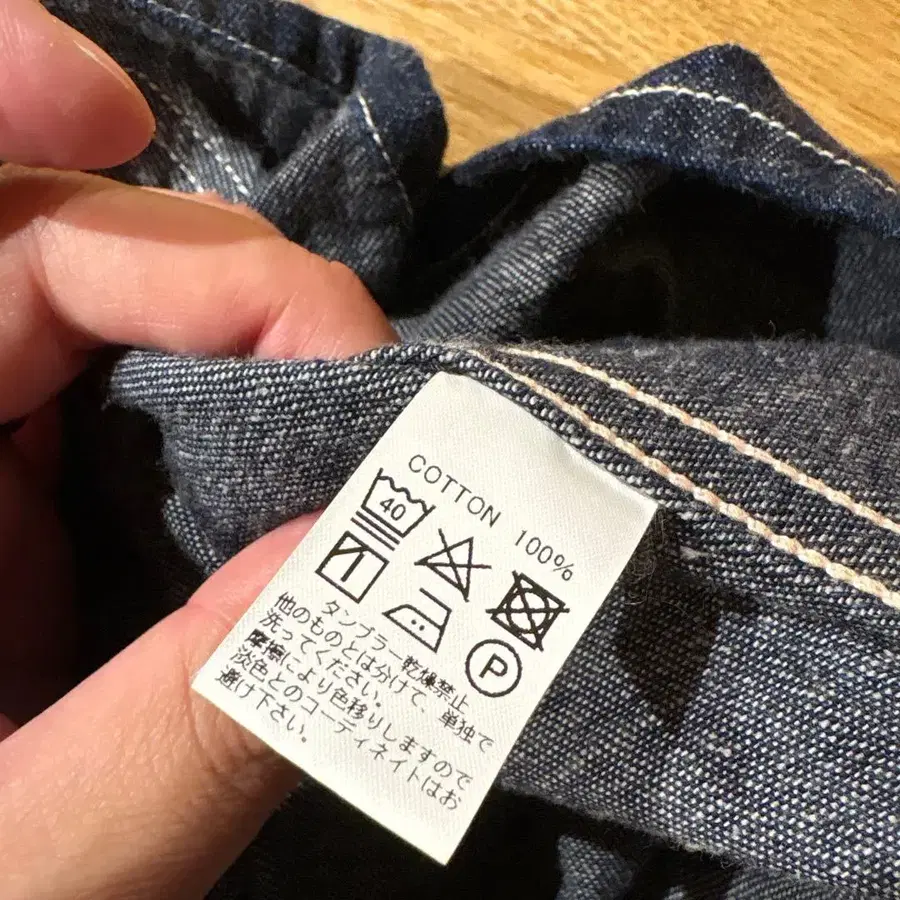 COTTON 100%
40
P
タンブラー乾燥禁止
他のものとは分けて、単独で
洗ってください。
摩擦により色移りしますので
淡色とのコーディネイトはお
避け下さい。